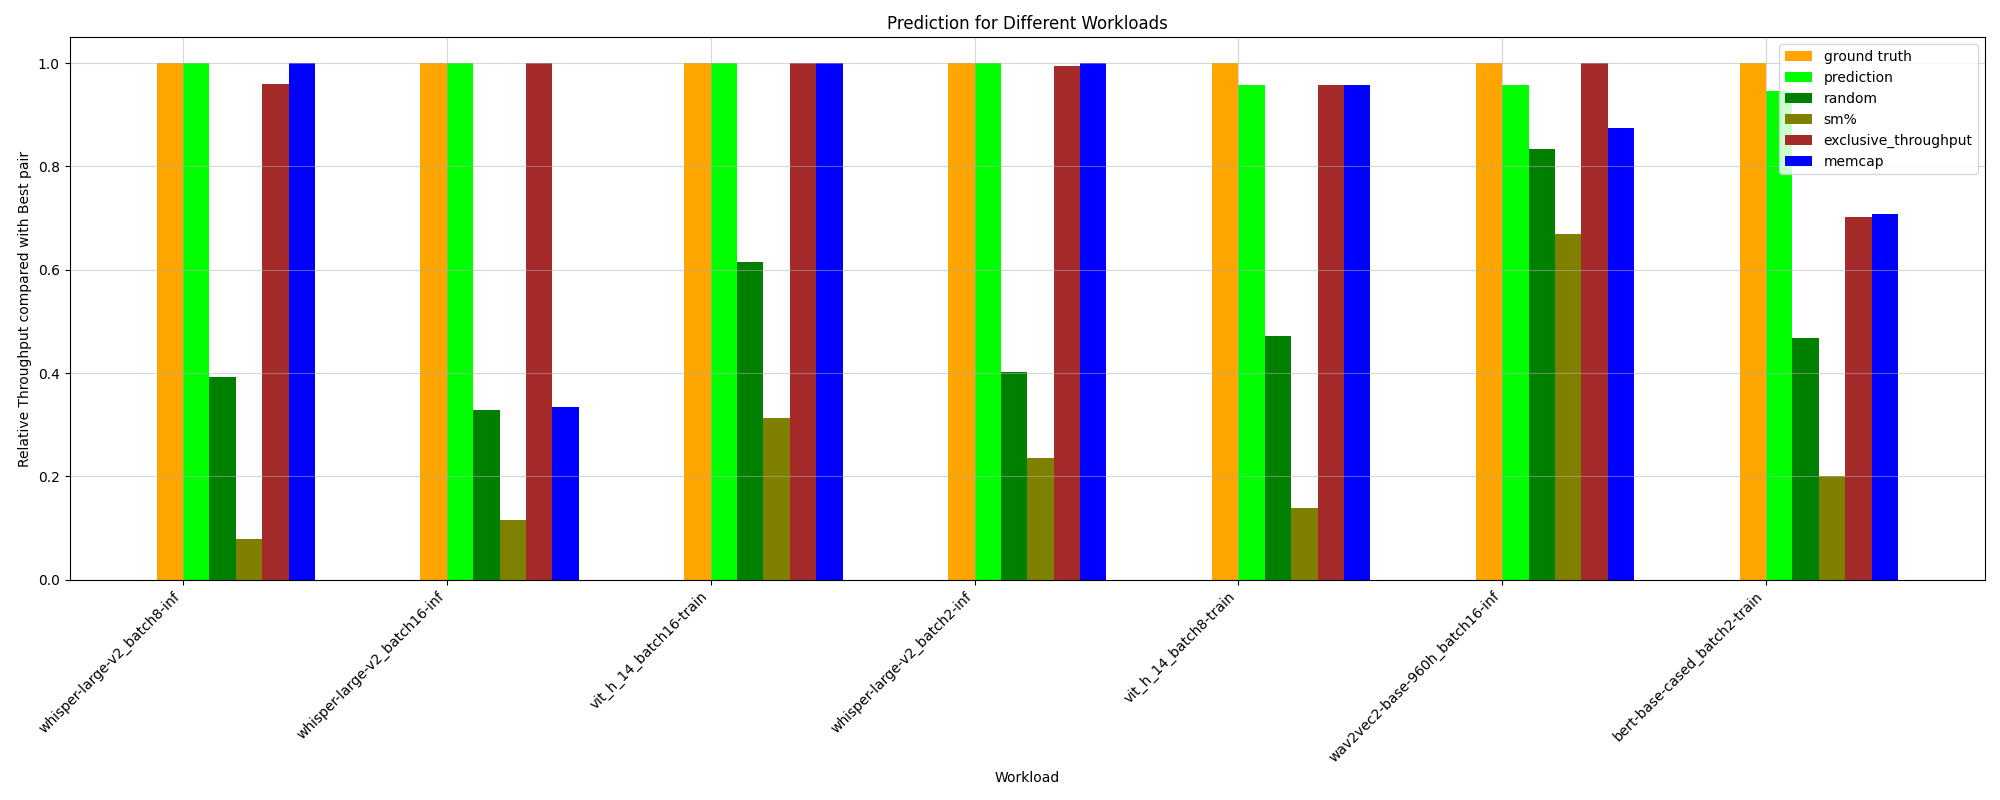 Prediction for Different Workloads
Relative Throughput compared with Best pair
1.0
0.8
0.6
0.4
0.2
0.0
ground truth
prediction
random
sm%
exclusive_throughput
memcap
whisper-large-v2_batch8-inf
whisper-large-v2_batch16-inf
vit_h_14_batch16-train
whisper-large-v2_batch2-inf
vit_h_14_batch8-train
wav2vec2-base-960h_batch16-inf
bert-base-cased_batch2-train
Workload